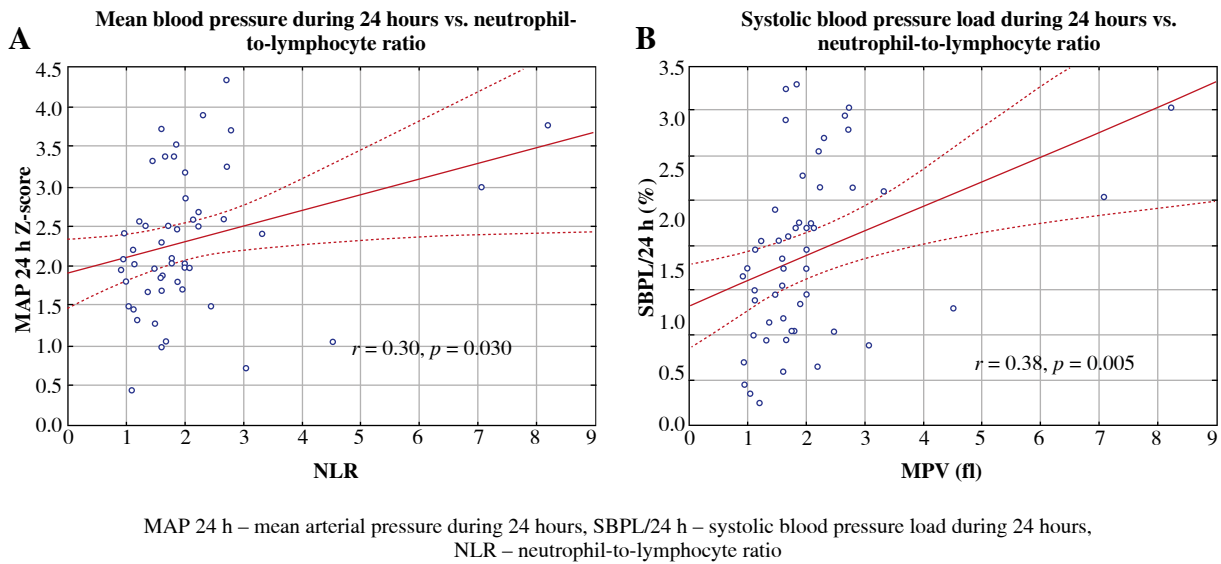 A
Mean blood pressure during 24 hours vs. neutrophil-
to-lymphocyte ratio
MAP 24 h Z-score
4.5
4.0
3.5
3.0
2.5
2.0
1.5
1.0
0.5
0.0
r = 0.30, p = 0.030
0 1 2 3 4 5 6 7 8 9
NLR
B
Systolic blood pressure load during 24 hours vs.
neutrophil-to-lymphocyte ratio
SBPL/24 h (%)
3.5
3.0
2.5
2.0
1.5
1.0
0.5
0.0
r = 0.38, p = 0.005
0 1 2 3 4 5 6 7 8 9
MPV (fl)
MAP 24 h – mean arterial pressure during 24 hours, SBPL/24 h – systolic blood pressure load during 24 hours,
NLR – neutrophil-to-lymphocyte ratio